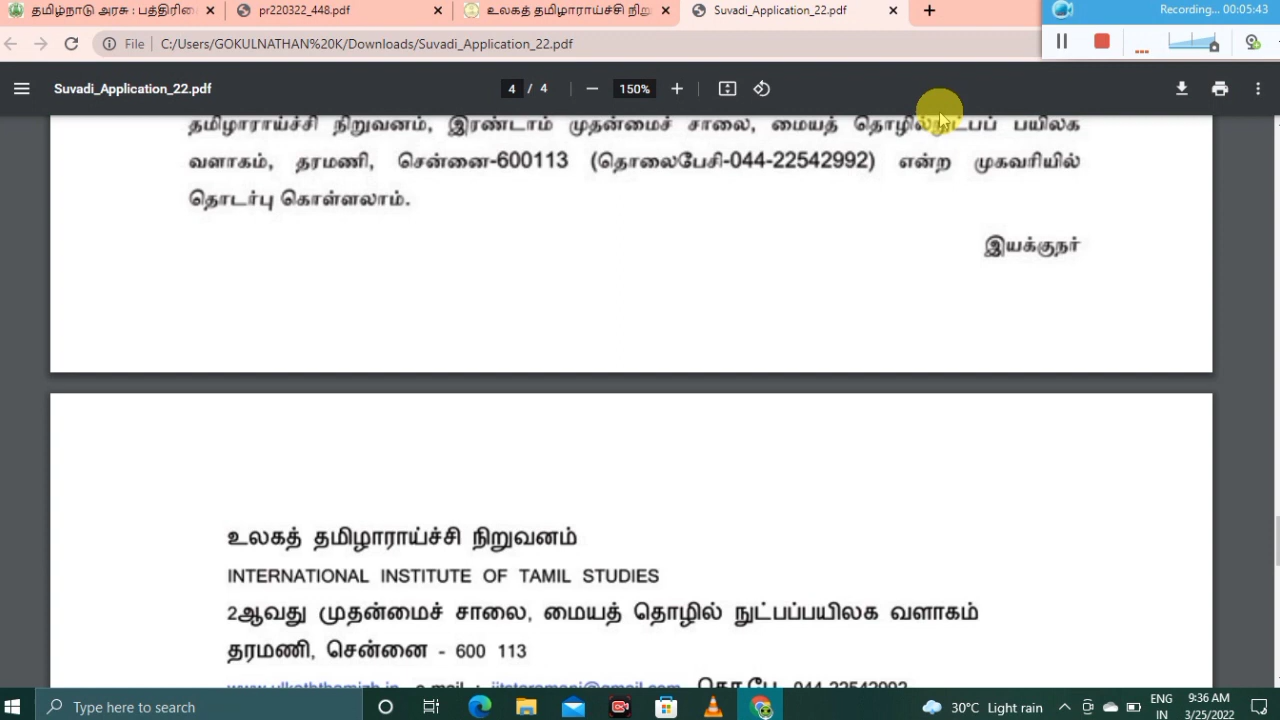 தமிழ்நாடு அரசு : பத்திரி
pr220322_448.pdf
உலகத் தமிழாராய்ச்சி நிறு
Suvadi_Application_22.pdf
Recording... 00:05:43
File
C:/Users/GOKULNATHAN%20K/Downloads/Suvadi_Application_22.pdf
Suvadi_Application_22.pdf
4 / 4
150%
தமிழாராய்ச்சி நிறுவனம், இரண்டாம் முதன்மைச் சாலை, மையத் தொழில்நுட்பப் பயிலக
வளாகம், தரமணி, சென்னை-600113 (தொலைபேசி-044-22542992) என்ற முகவரியில்
தொடர்பு கொள்ளலாம்.
இயக்குநர்
உலகத் தமிழாராய்ச்சி நிறுவனம்
INTERNATIONAL INSTITUTE OF TAMIL STUDIES
2ஆவது முதன்மைச் சாலை, மையத் தொழில் நுட்பப்பயிலக வளாகம்
தரமணி, சென்னை - 600 113
044-22542992
Type here to search
30°C Light rain
ENG
IN
9:36 AM
3/25/2022